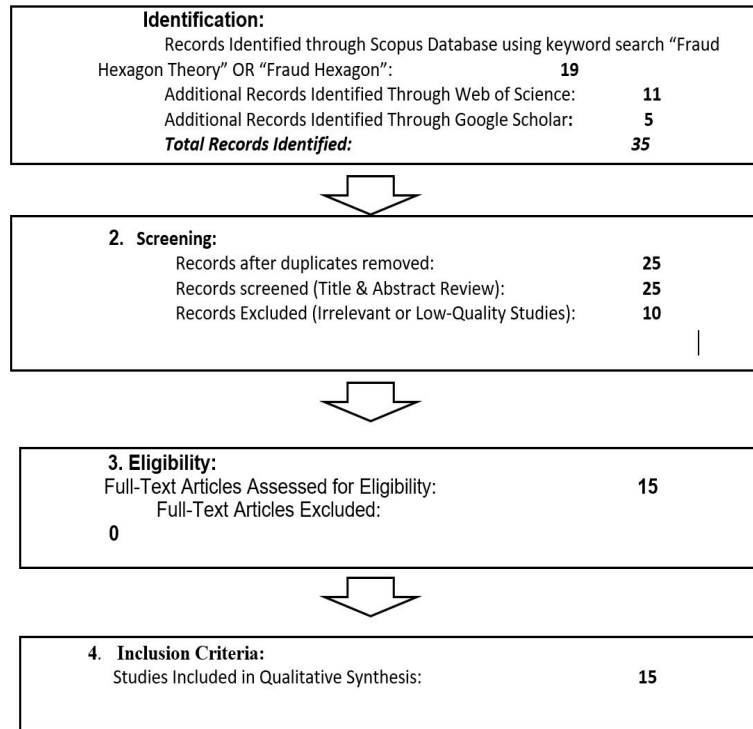 Identification:
Records Identified through Scopus Database using keyword search “Fraud
Hexagon Theory” OR “Fraud Hexagon”: 19
Additional Records Identified Through Web of Science: 11
Additional Records Identified Through Google Scholar: 5
Total Records Identified: 35
2. Screening:
Records after duplicates removed: 25
Records screened (Title & Abstract Review): 25
Records Excluded (Irrelevant or Low-Quality Studies): 10
3. Eligibility:
Full-Text Articles Assessed for Eligibility: 15
Full-Text Articles Excluded:
0
4. Inclusion Criteria:
Studies Included in Qualitative Synthesis: 15